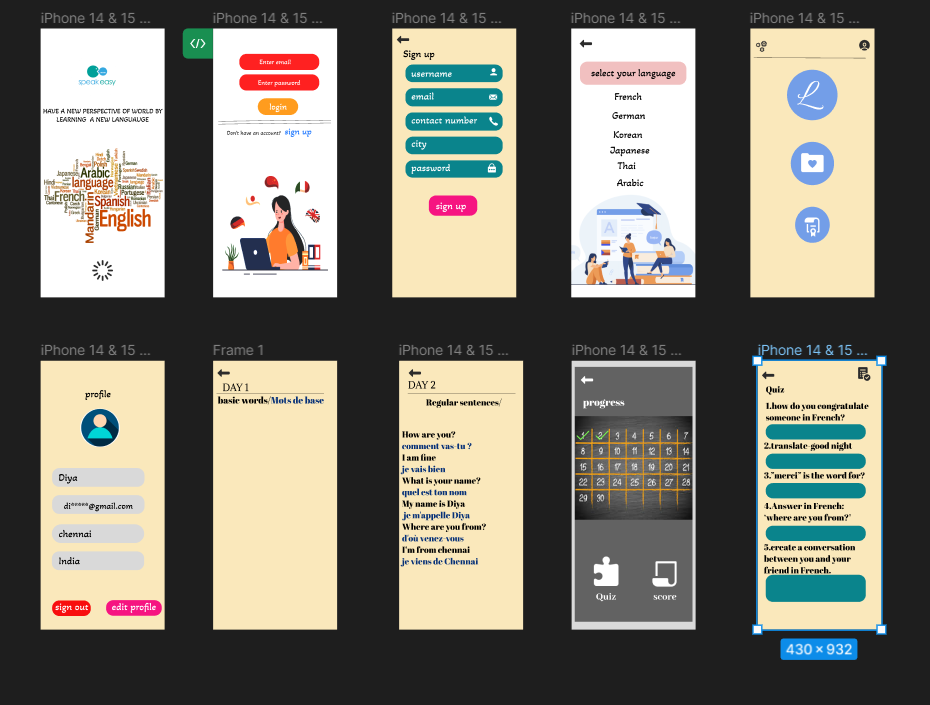 iPhone 14 & 15 ...
iPhone 14 & 15 ...
iPhone 14 & 15 ...
iPhone 14 & 15 ...
iPhone 14 & 15 ...
speakeasy
HAVE A NEW PERSPECTIVE OF WORLD BY
LEARNING A NEW LANGUAUGE
Arabic
language
French
Spanish
Mandarin
English
Japanese
Hindi
Thai
Russian
Portuguese
</>
Enter email
Enter password
login
Don't have an account? sign up
Sign up
username
email
contact number
city
password
sign up
select your language
French
German
Korean
Japanese
Thai
Arabic
A
L
iPhone 14 & 15 ...
Frame 1
iPhone 14 & 15 ...
iPhone 14 & 15 ...
iPhone 14 & 15 ...
profile
Diya
di*****@gmail.com
chennai
India
sign out
edit profile
DAY 1
basic words/Mots de base
DAY 2
Regular sentences/
How are you?
comment vas-tu ?
I am fine
je vais bien
What is your name?
quel est ton nom
My name is Diya
je m'appelle Diya
Where are you from?
d'où venez-vous
I'm from chennai
je viens de Chennai
progress
1 2 3 4 5 6 7
8 9 10 11 12 13 14
15 16 17 18 19 20 21
22 23 24 25 26 27 28
29 30
Quiz
score
Quiz
1.how do you congratulate
someone in French?
2.translate-good night
3."merci" is the word for?
4.Answer in French:
'where are you from?'
5.create a conversation
between you and your
friend in French.
430 × 932